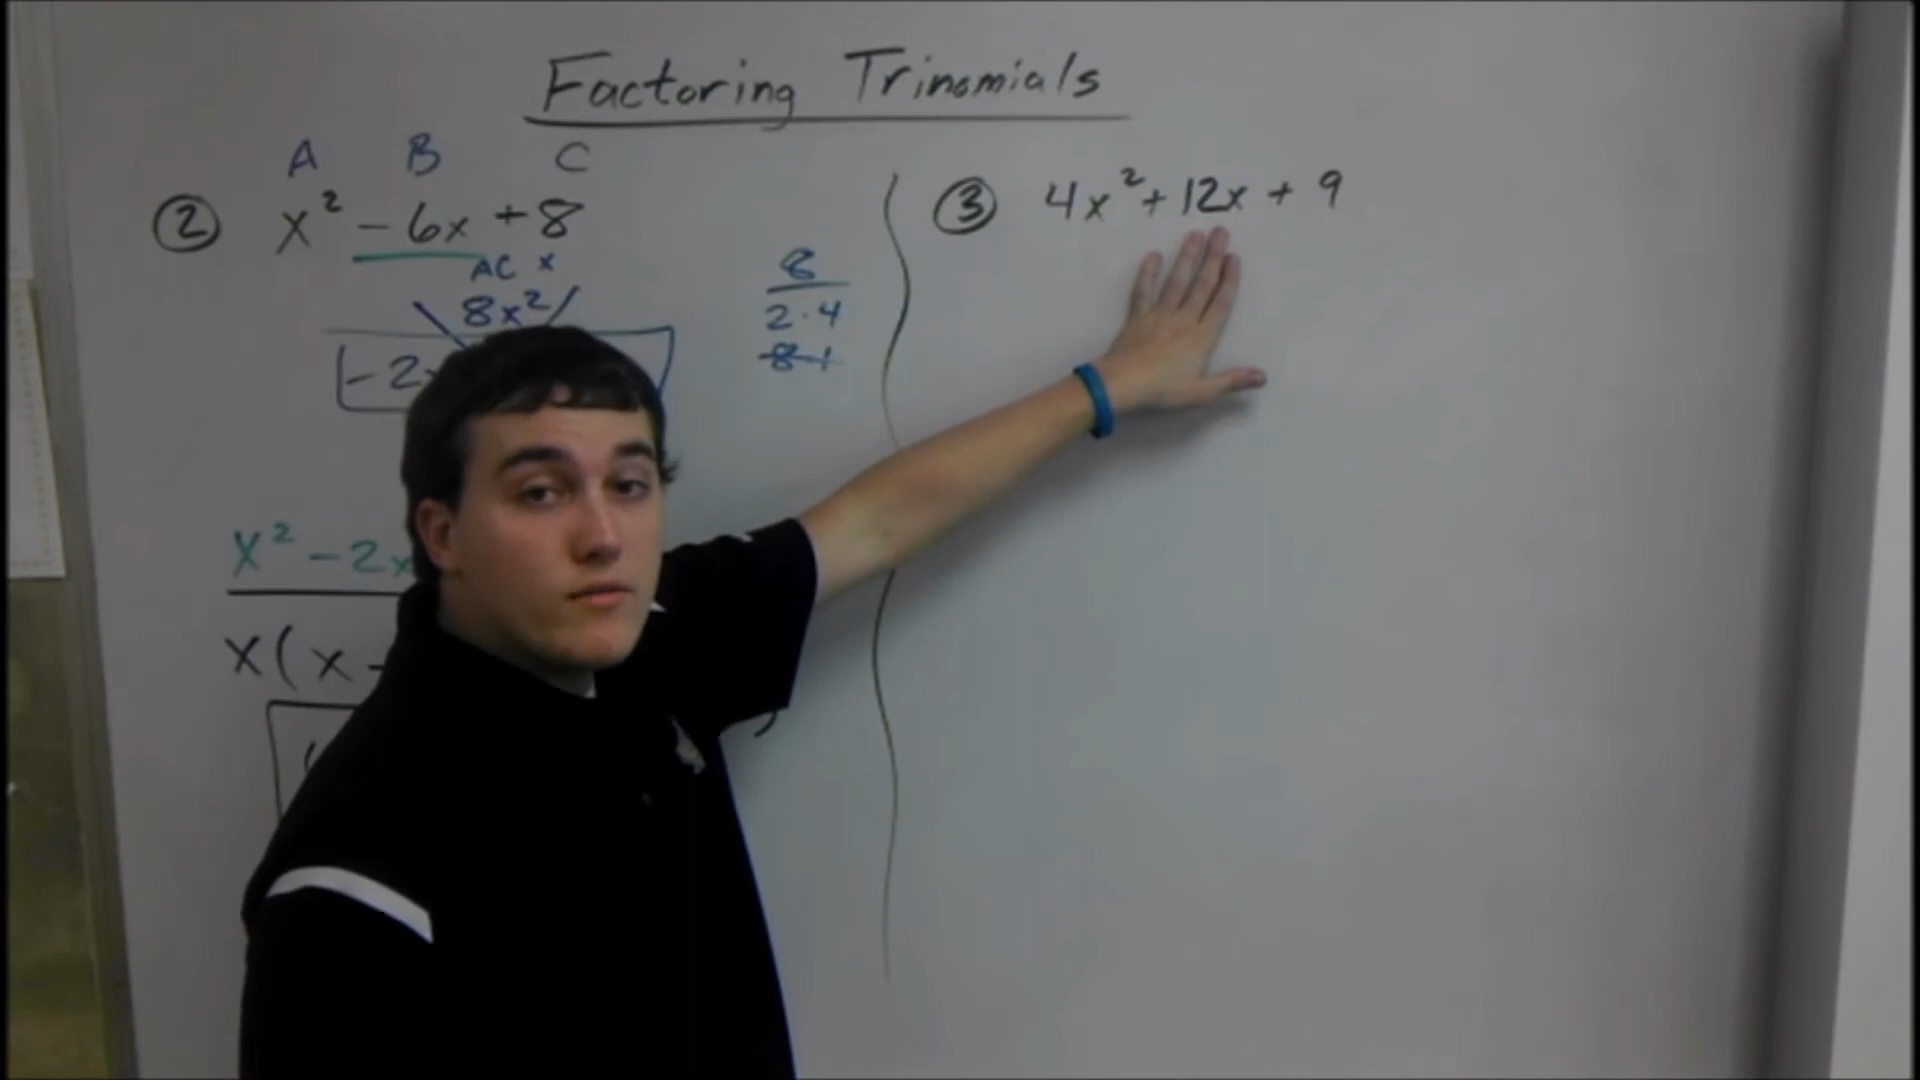 Factoring Trinomials
A B C
② x² - 6x + 8
AC x
8x²
- 2x
8
2·4
8·1
x² - 2x
x( x -
(
)
③ 4x² + 12x + 9